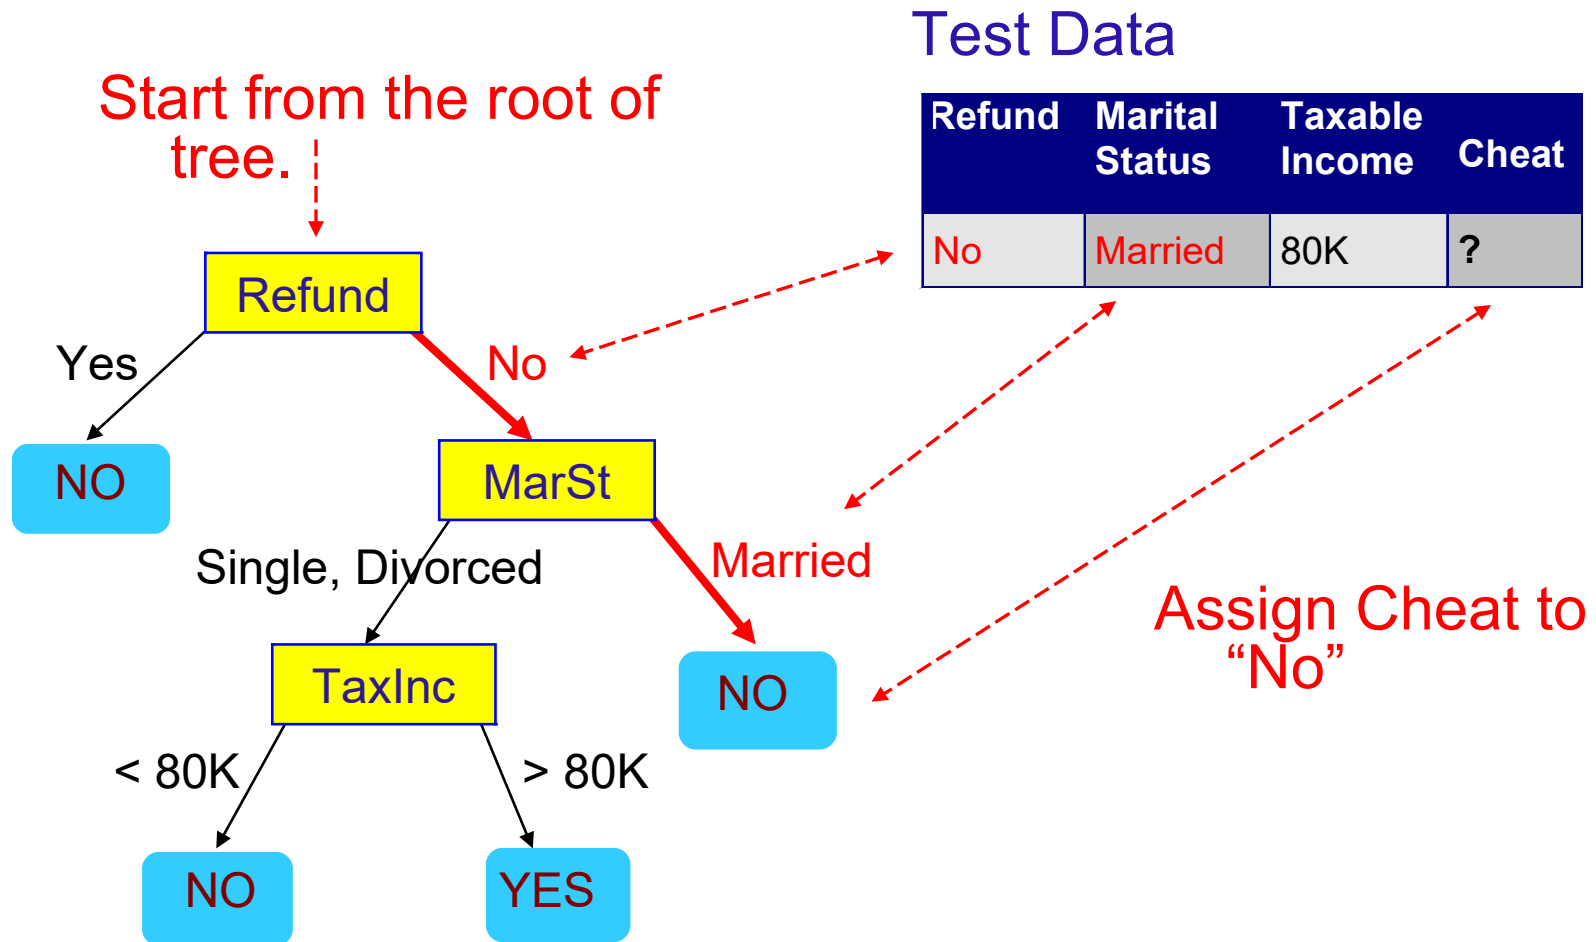 Test Data
Start from the root of
tree.
Refund Marital Status Taxable Income Cheat
No Married 80K ?
Refund
Yes
No
NO
MarSt
Single, Divorced
Married
Assign Cheat to
“No”
TaxInc
NO
< 80K
> 80K
NO
YES